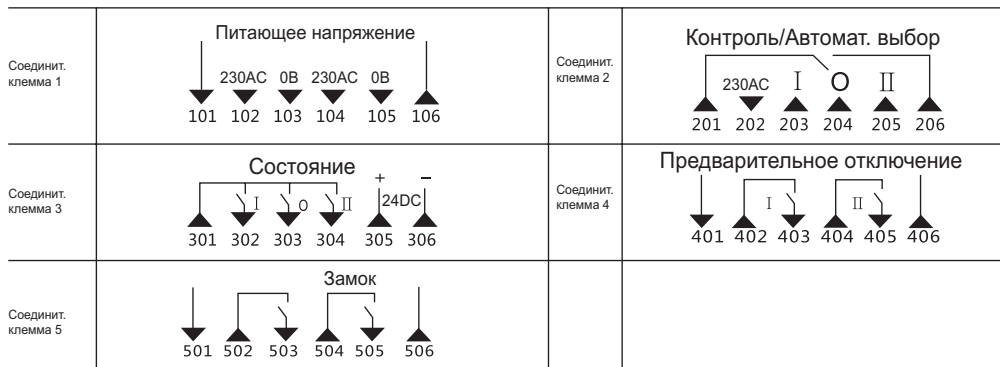 Соединит.
клемма 1
Питающее напряжение
230AC 0В 230AC 0В
101 102 103 104 105 106
Соединит.
клемма 2
Контроль/Автомат. выбор
230AC I O II
201 202 203 204 205 206
Соединит.
клемма 3
Состояние
+ −
I O II 24DC
301 302 303 304 305 306
Соединит.
клемма 4
Предварительное отключение
I II
401 402 403 404 405 406
Соединит.
клемма 5
Замок
501 502 503 504 505 506